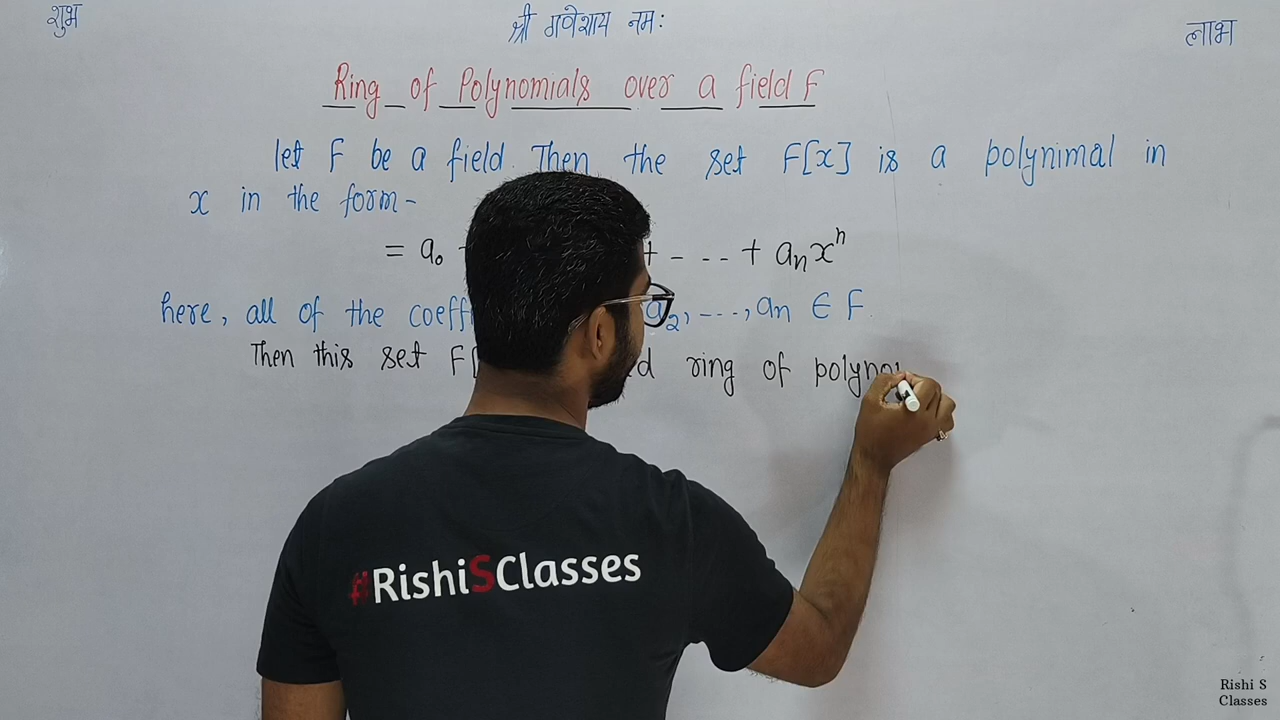 शुभ
श्री गणेशाय नमः
लाभ
Ring of Polynomials over a field F
let F be a field. Then the set F[x] is a polynimal in
x in the form-
= a₀ + - - - + aₙxⁿ
here, all of the coeff a₂, - - -, aₙ ∈ F.
Then this set F[ ring of polyno
#RishiSClasses
Rishi S
Classes